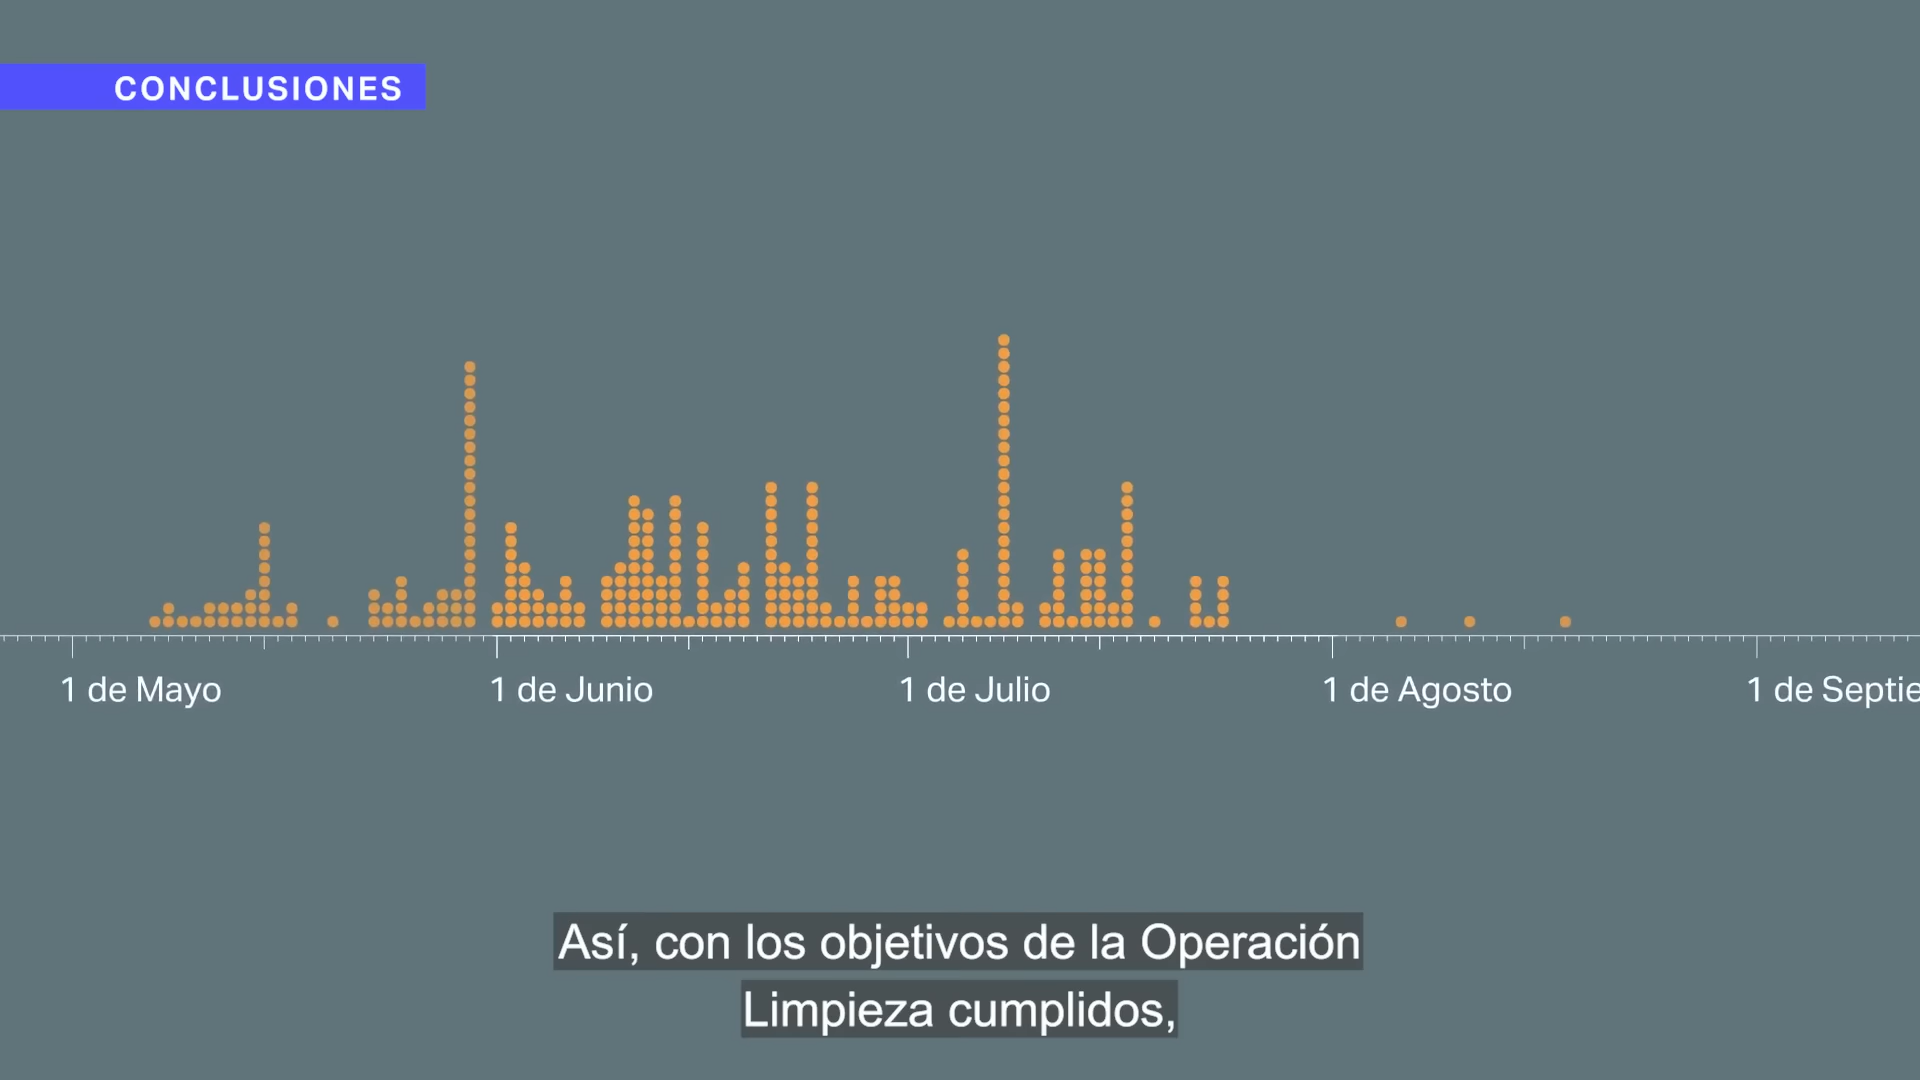 CONCLUSIONES
1 de Mayo
1 de Junio
1 de Julio
1 de Agosto
1 de Septie
Así, con los objetivos de la Operación
Limpieza cumplidos,